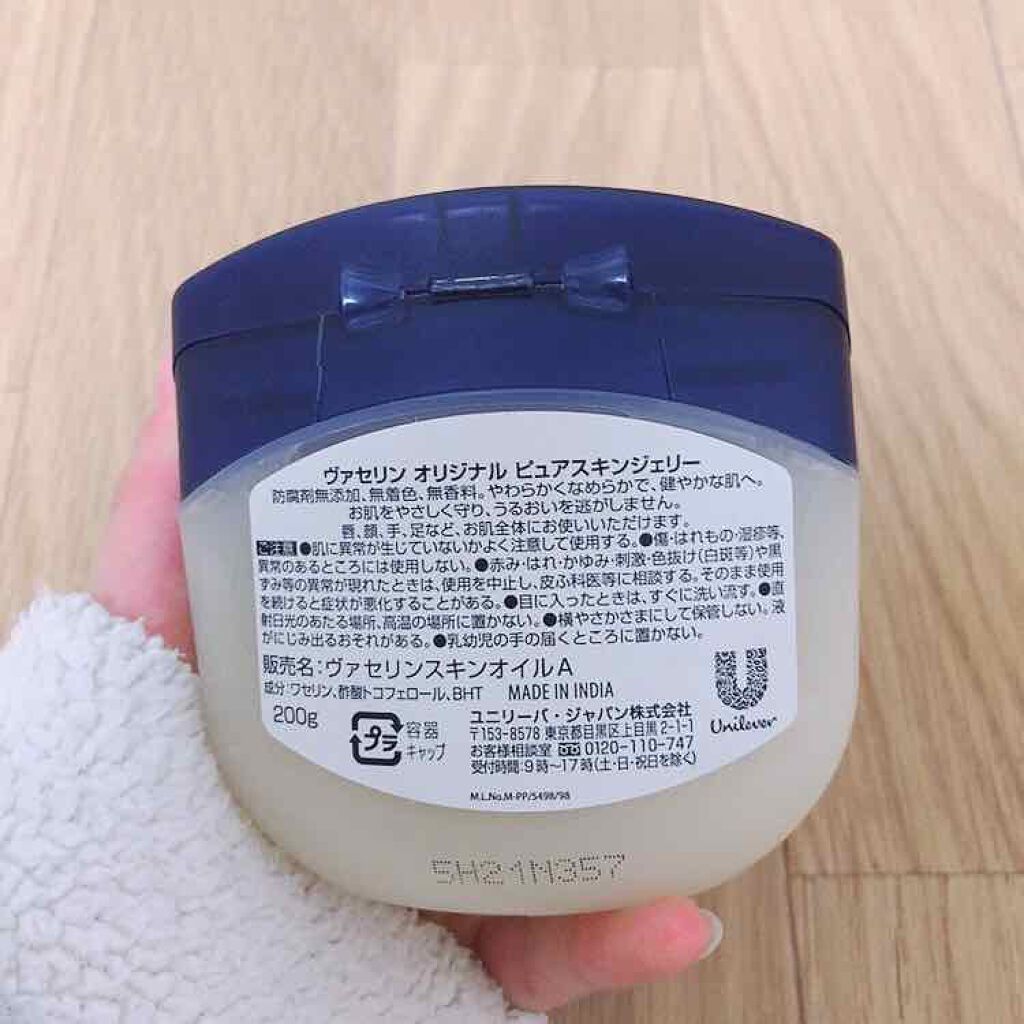 ヴァセリン オリジナル ピュアスキンジェリー
防腐剤無添加、無着色、無香料。やわらかくなめらかで、健やかな肌へ。
お肌をやさしく守り、うるおいを逃がしません。
唇、顔、手、足など、お肌全体にお使いいただけます。
ご注意 ●肌に異常が生じていないかよく注意して使用する。●傷・はれもの・湿疹等、
異常のあるところには使用しない。●赤み・はれ・かゆみ・刺激・色抜け(白斑等)や黒
ずみ等の異常が現れたときは、使用を中止し、皮ふ科医等に相談する。そのまま使用
を続けると症状が悪化することがある。●目に入ったときは、すぐに洗い流す。●直
射日光のあたる場所、高温の場所に置かない。●横やさかさまにして保管しない。液
がにじみ出るおそれがある。●乳幼児の手の届くところに置かない。
販売名:ヴァセリンスキンオイルA
成分:ワセリン、酢酸トコフェロール、BHT MADE IN INDIA
200g
プラ
容器
キャップ
ユニリーバ・ジャパン株式会社
〒153-8578 東京都目黒区上目黒2-1-1
お客様相談室 0120-110-747
受付時間:9時〜17時(土・日・祝日を除く)
Unilever
M.L.No.M-PP/S498/98
5H21M357